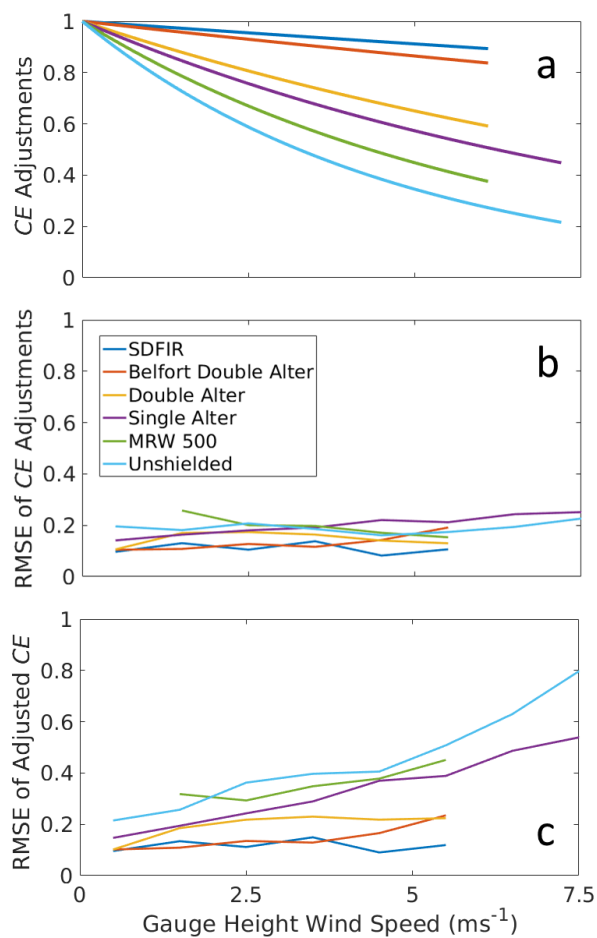 1
0.8
0.6
0.4
0.2
0
CE Adjustments
a
1
0.8
0.6
0.4
0.2
0
RMSE of CE Adjustments
b
SDFIR
Belfort Double Alter
Double Alter
Single Alter
MRW 500
Unshielded
1
0.8
0.6
0.4
0.2
0
RMSE of Adjusted CE
c
0 2.5 5 7.5
Gauge Height Wind Speed (ms-1)